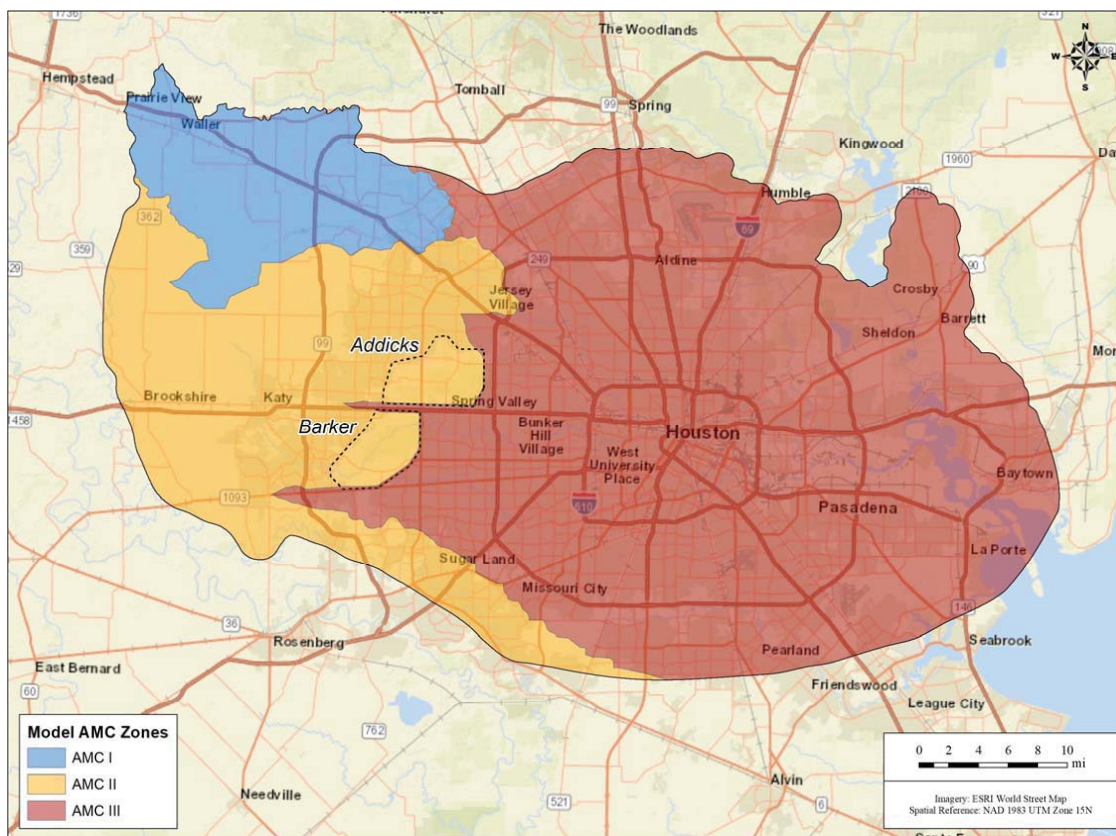 1736
The Woodlands
N
W
E
S
Hempstead
Prairie View
Tomball
99
Spring
Waller
Kingwood
1960
Humble
2100
362
69
359
249
Aldine
90
Jersey
Village
Crosby
Barrett
Sheldon
99
Addicks
Brookshire
Katy
Spring Valley
1458
Barker
Bunker
Hill
Village
Houston
West
University
Place
Baytown
1093
610
Pasadena
La Porte
Sugar Land
Missouri City
146
36
Rosenberg
Pearland
Seabrook
East Bernard
Friendswood
60
League City
762
Model AMC Zones
AMC I
AMC II
AMC III
0 2 4 6 8 10
mi
Alvin
Needville
521
6
Imagery: ESRI World Street Map
Spatial Reference: NAD 1983 UTM Zone 15N